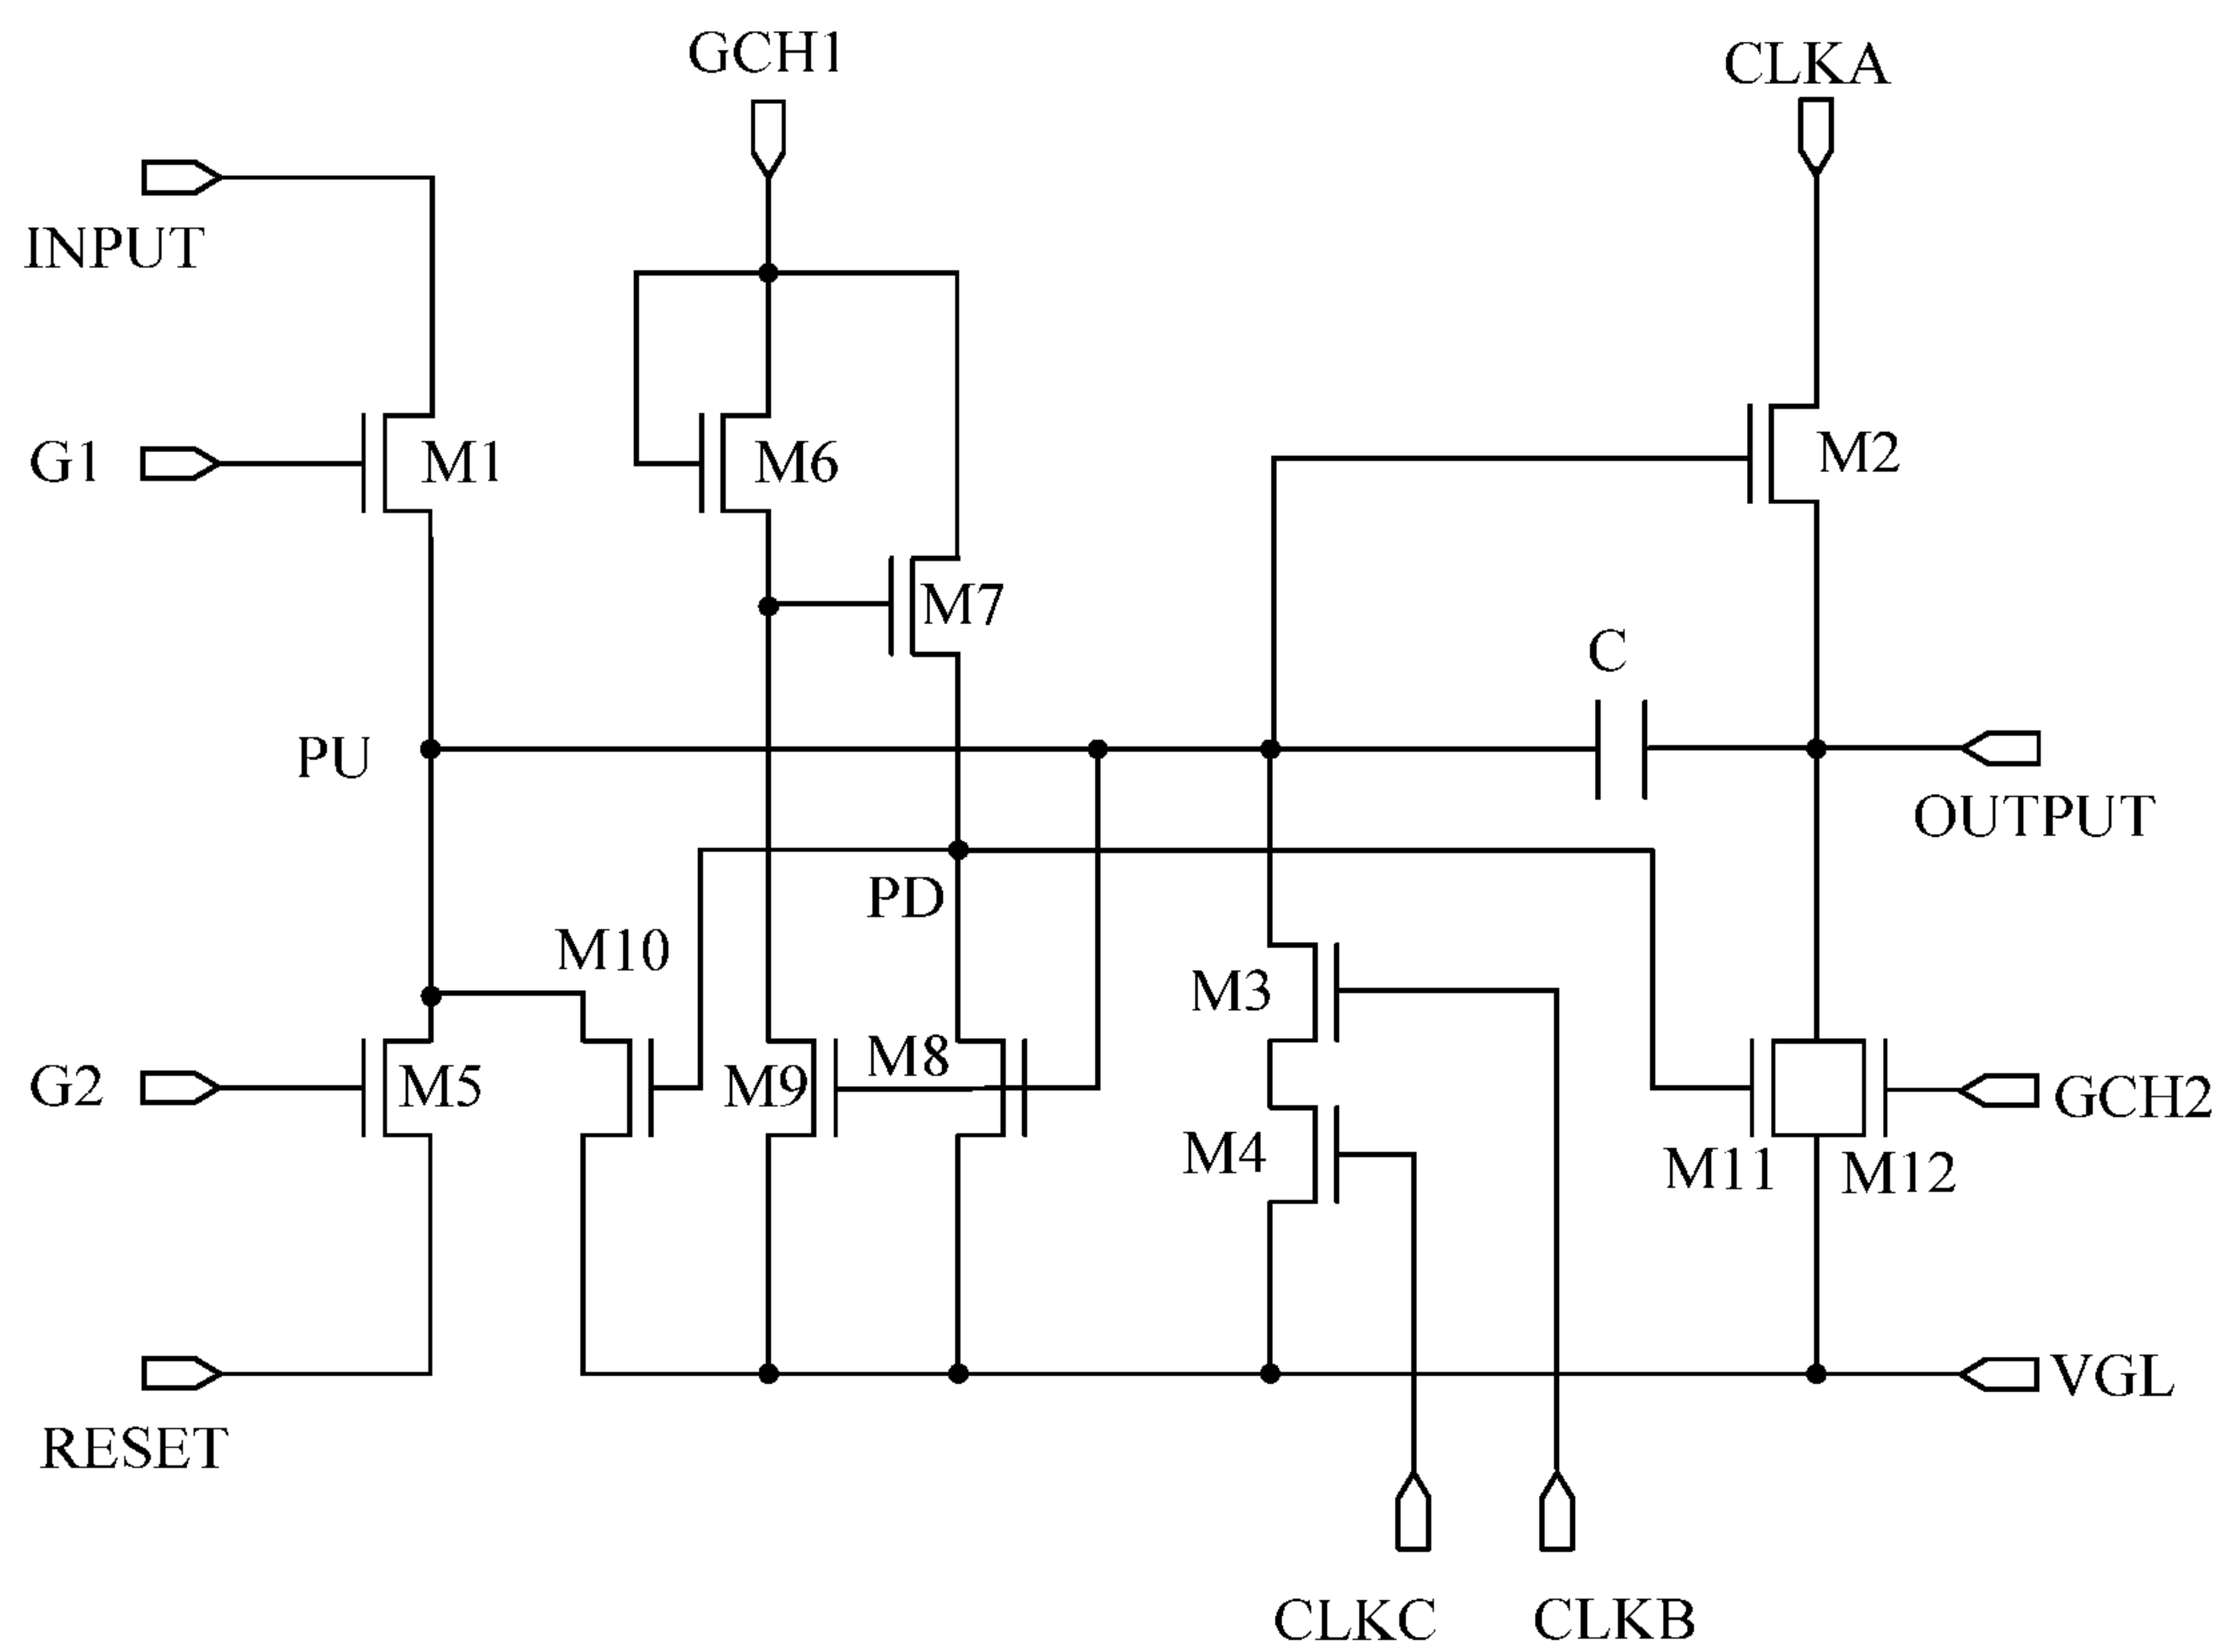 GCH1
CLKA
INPUT
G1
M1
M6
M2
M7
C
PU
OUTPUT
PD
M10
M3
M8
G2
M5
M9
GCH2
M4
M11
M12
VGL
RESET
CLKC
CLKB